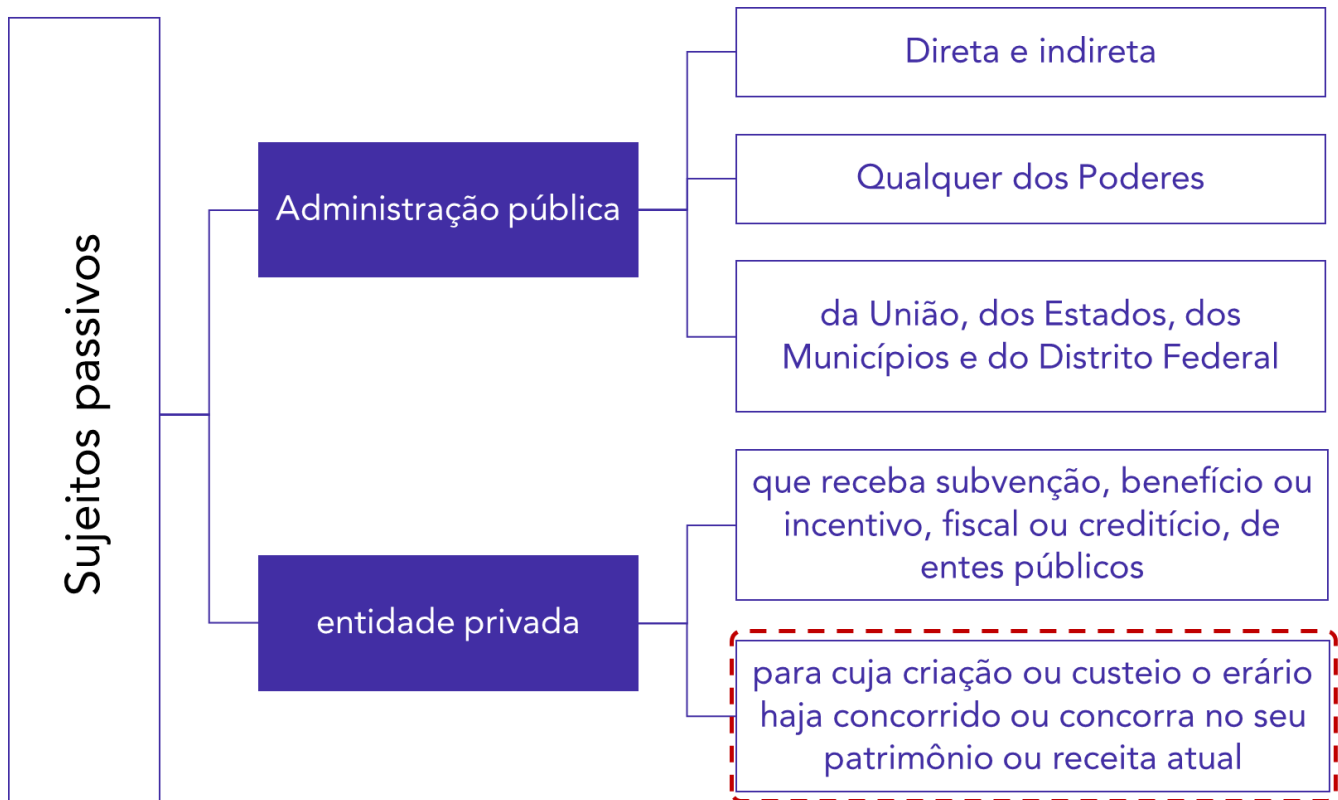 Sujeitos passivos
Administração pública
Direta e indireta
Qualquer dos Poderes
da União, dos Estados, dos
Municípios e do Distrito Federal
entidade privada
que receba subvenção, benefício ou
incentivo, fiscal ou creditício, de
entes públicos
para cuja criação ou custeio o erário
haja concorrido ou concorra no seu
patrimônio ou receita atual